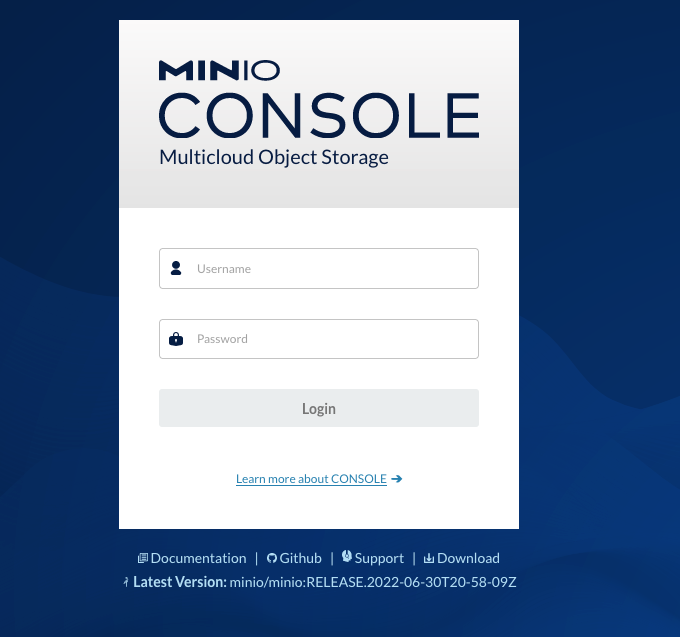 MINIO
CONSOLE
Multicloud Object Storage
Username
Password
Login
Learn more about CONSOLE
Documentation | Github | Support | Download
Latest Version: minio/minio:RELEASE.2022-06-30T20-58-09Z